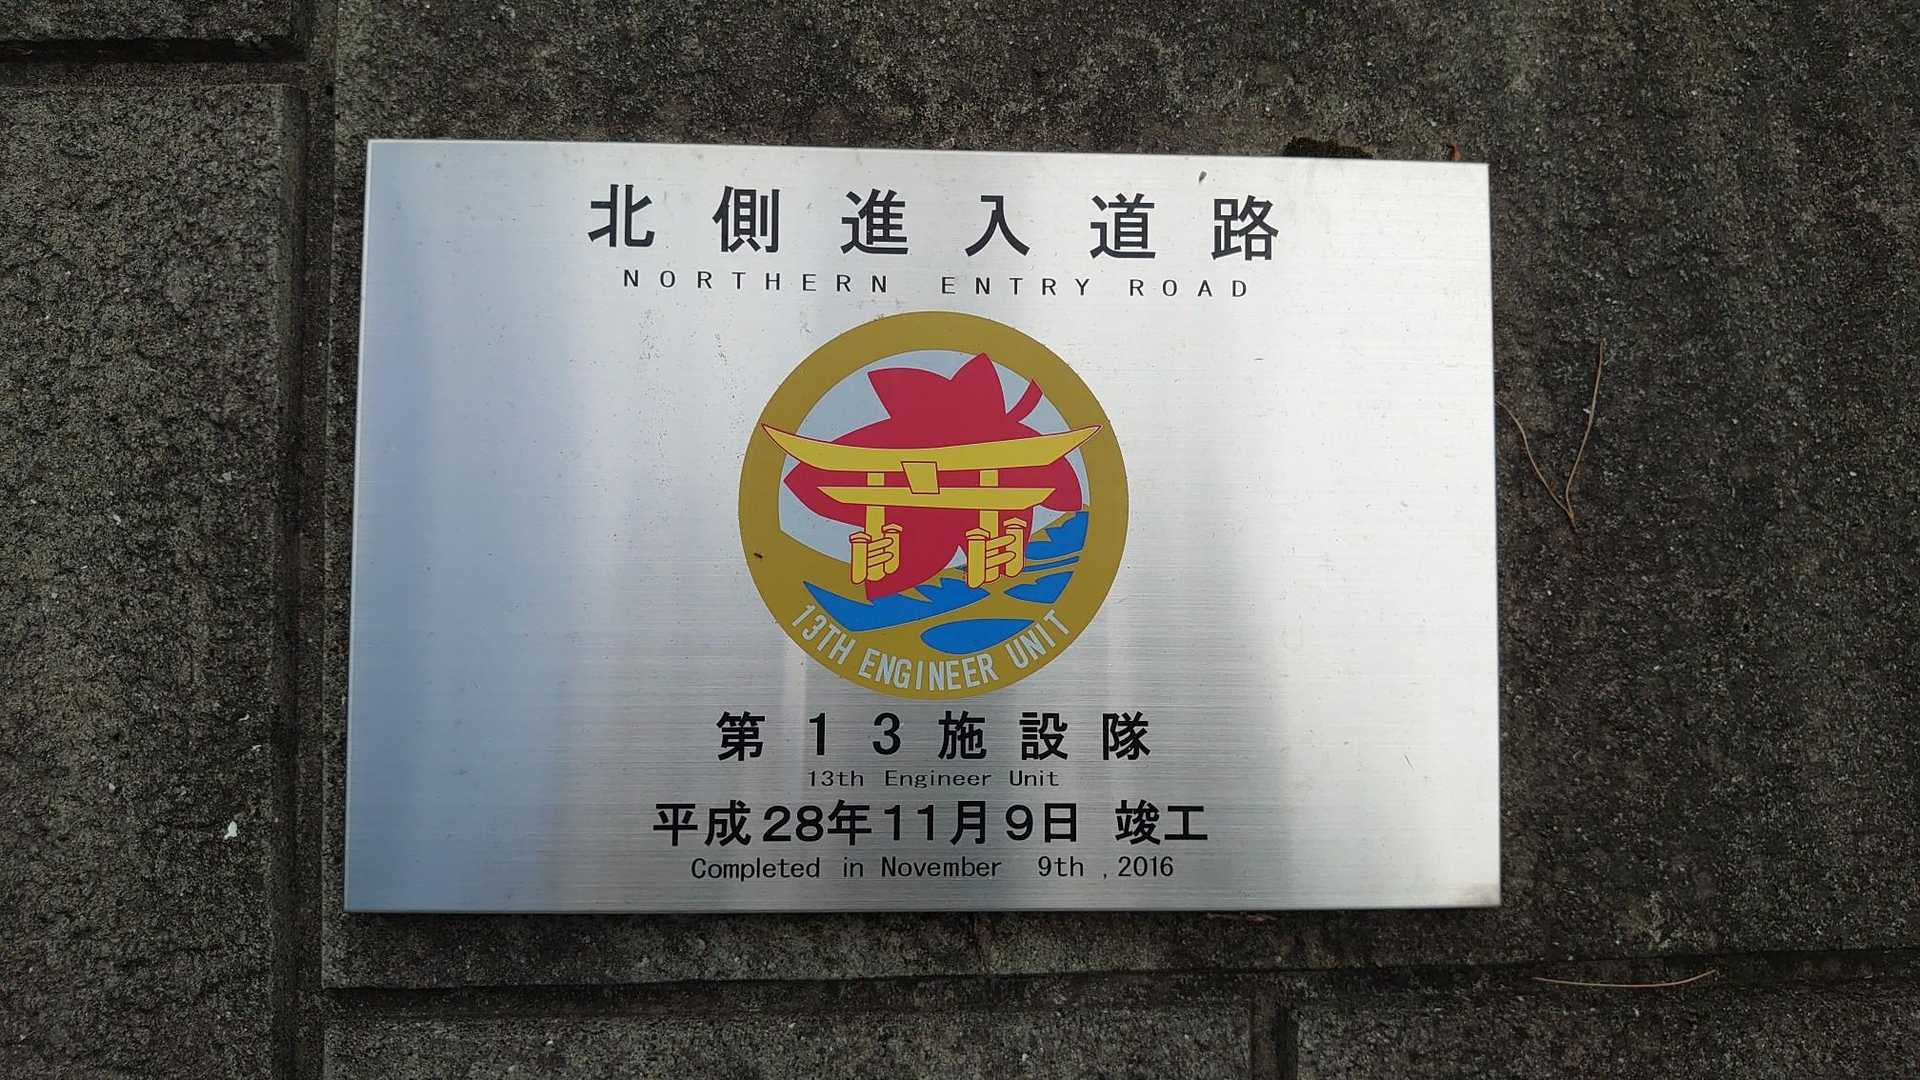 北側進入道路
NORTHERN ENTRY ROAD
13TH ENGINEER UNIT
第13施設隊
13th Engineer Unit
平成28年11月9日 竣工
Completed in November 9th , 2016